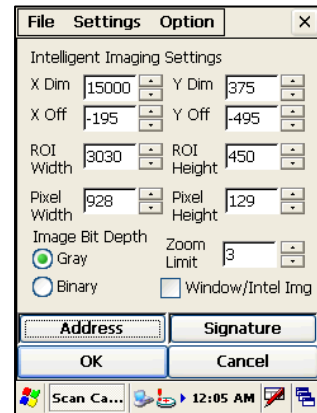 File Settings Option ×
Intelligent Imaging Settings
X Dim 15000 Y Dim 375
X Off -195 Y Off -495
ROI Width 3030 ROI Height 450
Pixel Width 928 Pixel Height 129
Image Bit Depth
Gray
Zoom Limit 3
Binary Window/Intel Img
Address Signature
OK Cancel
Scan Ca... 12:05 AM